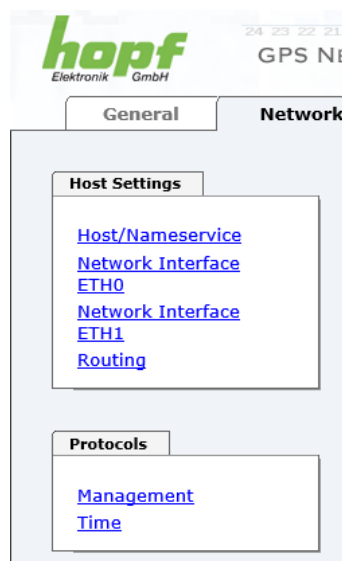 hopf
Elektronik GmbH
24 23 22 21
GPS NE
General
Network
Host Settings
Host/Nameservice
Network Interface
ETH0
Network Interface
ETH1
Routing
Protocols
Management
Time